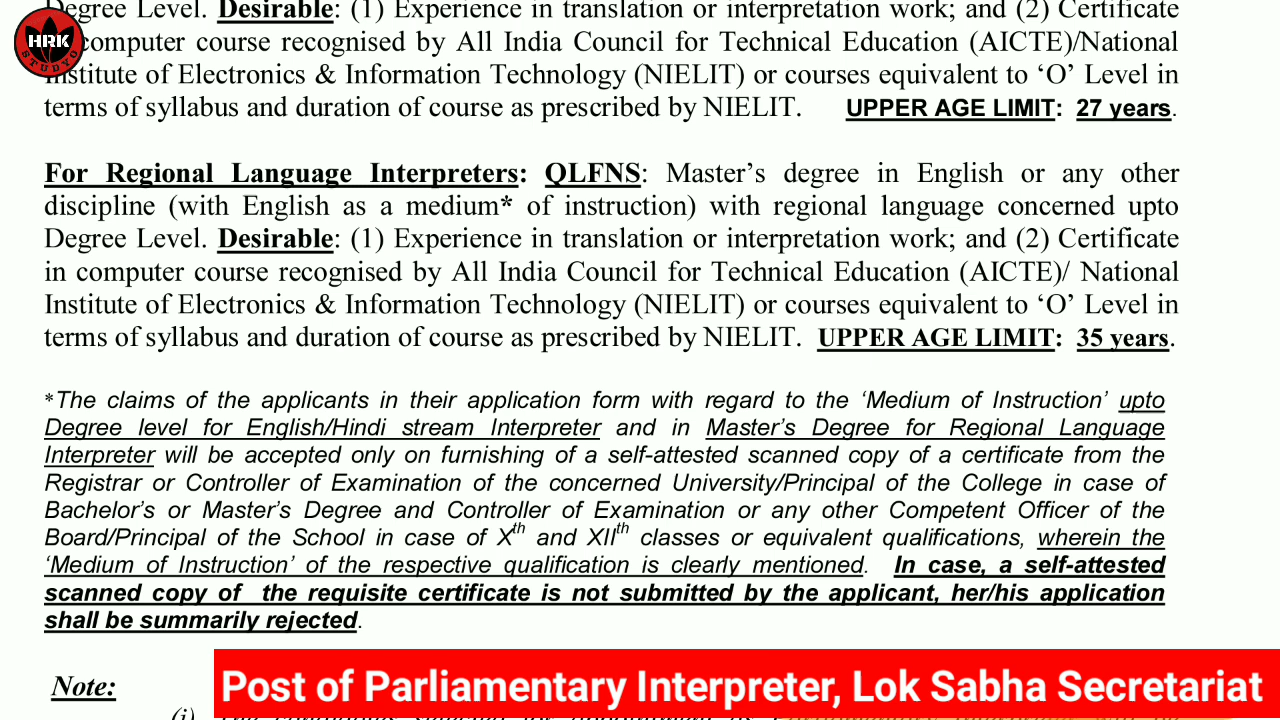 Degree Level. Desirable: (1) Experience in translation or interpretation work; and (2) Certificate
HRK
STUDYO
computer course recognised by All India Council for Technical Education (AICTE)/National
Institute of Electronics & Information Technology (NIELIT) or courses equivalent to ‘O’ Level in
terms of syllabus and duration of course as prescribed by NIELIT. UPPER AGE LIMIT: 27 years.
For Regional Language Interpreters: QLFNS: Master’s degree in English or any other
discipline (with English as a medium* of instruction) with regional language concerned upto
Degree Level. Desirable: (1) Experience in translation or interpretation work; and (2) Certificate
in computer course recognised by All India Council for Technical Education (AICTE)/ National
Institute of Electronics & Information Technology (NIELIT) or courses equivalent to ‘O’ Level in
terms of syllabus and duration of course as prescribed by NIELIT. UPPER AGE LIMIT: 35 years.
*The claims of the applicants in their application form with regard to the ‘Medium of Instruction’ upto
Degree level for English/Hindi stream Interpreter and in Master’s Degree for Regional Language
Interpreter will be accepted only on furnishing of a self-attested scanned copy of a certificate from the
Registrar or Controller of Examination of the concerned University/Principal of the College in case of
Bachelor’s or Master’s Degree and Controller of Examination or any other Competent Officer of the
Board/Principal of the School in case of Xth and XIIth classes or equivalent qualifications, wherein the
‘Medium of Instruction’ of the respective qualification is clearly mentioned. In case, a self-attested
scanned copy of the requisite certificate is not submitted by the applicant, her/his application
shall be summarily rejected.
Note:
Post of Parliamentary Interpreter, Lok Sabha Secretariat
(i)